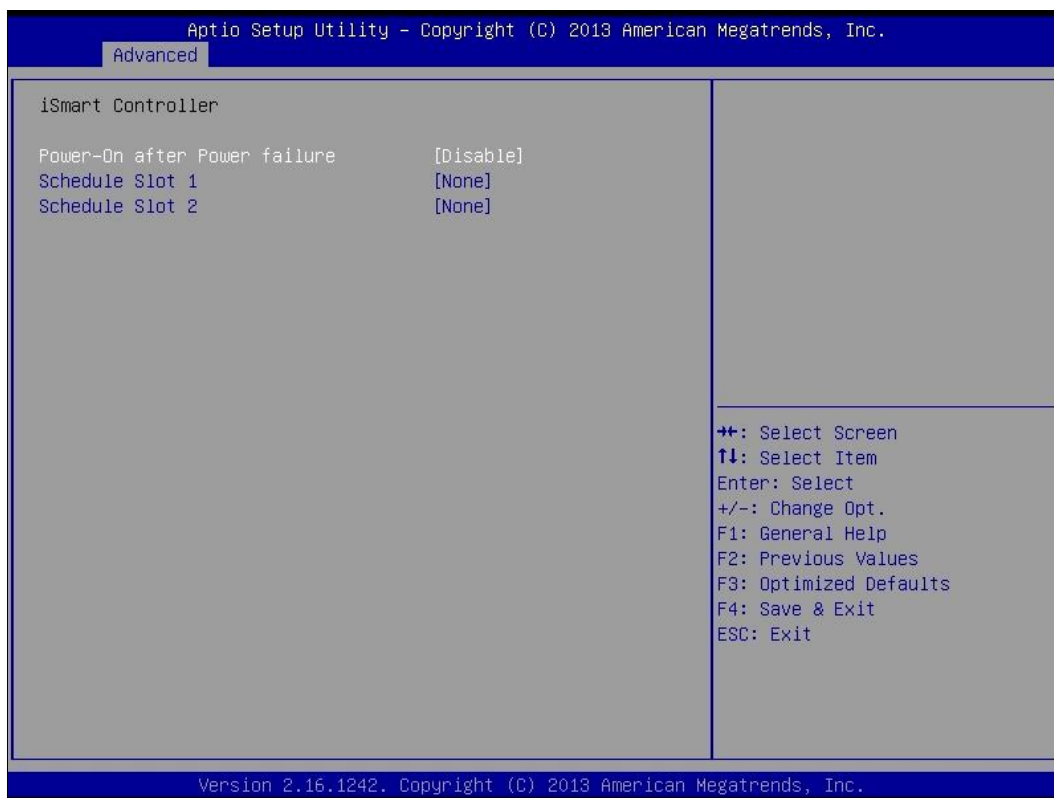 Aptio Setup Utility – Copyright (C) 2013 American Megatrends, Inc.
Advanced
iSmart Controller
Power-On after Power failure [Disable]
Schedule Slot 1 [None]
Schedule Slot 2 [None]
→←: Select Screen
↑↓: Select Item
Enter: Select
+/-: Change Opt.
F1: General Help
F2: Previous Values
F3: Optimized Defaults
F4: Save & Exit
ESC: Exit
Version 2.16.1242. Copyright (C) 2013 American Megatrends, Inc.